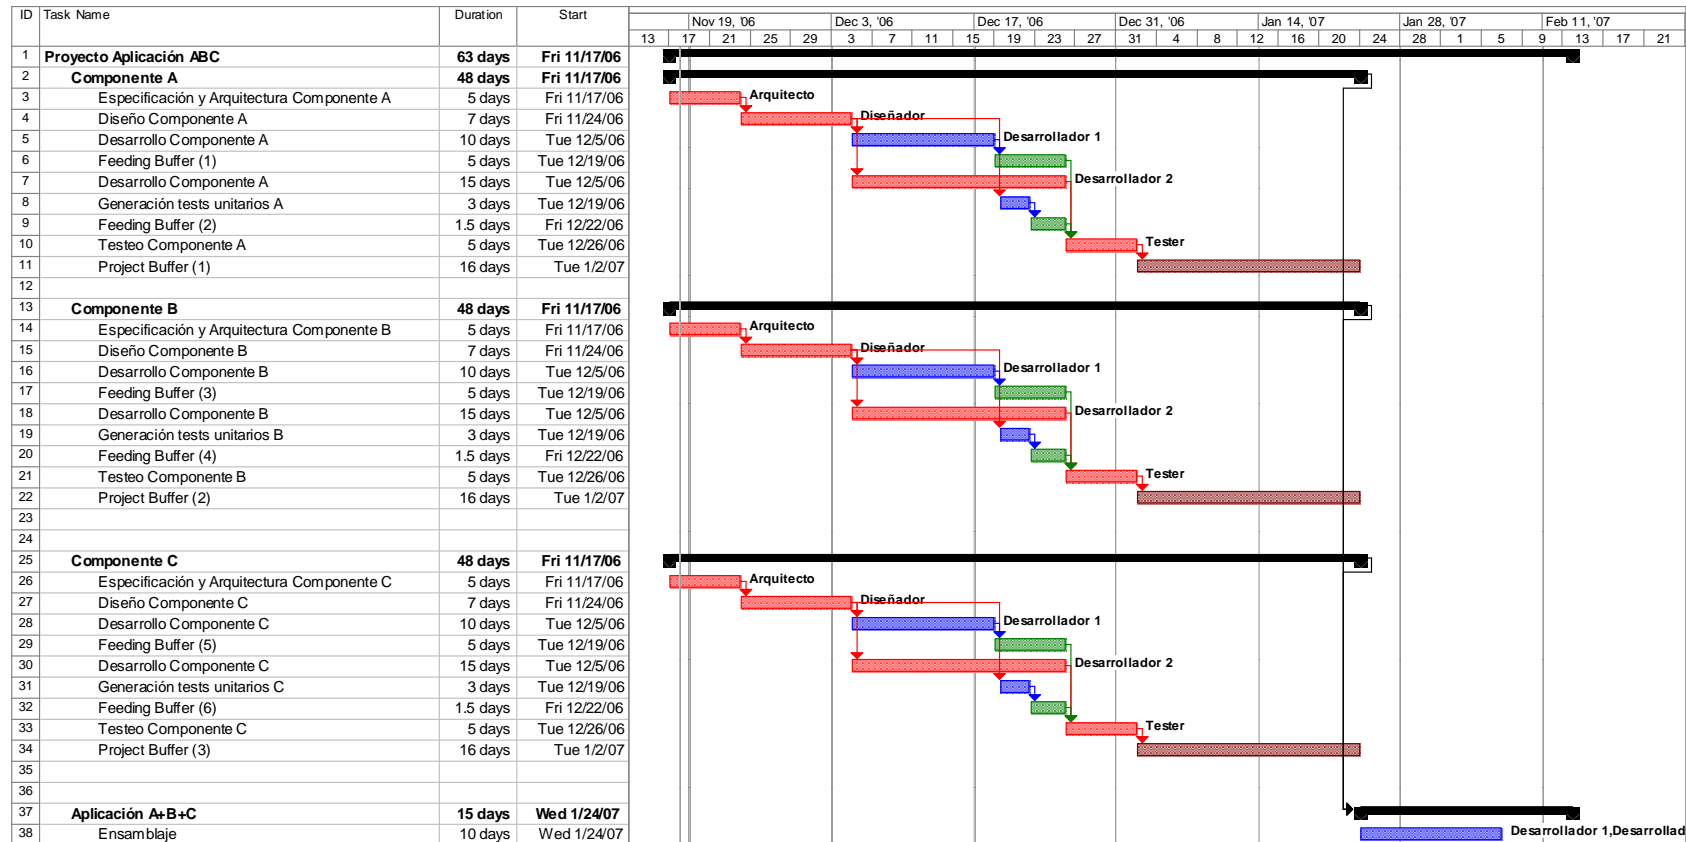 ID Task Name Duration Start Nov 19, '06 Dec 3, '06 Dec 17, '06 Dec 31, '06 Jan 14, '07 Jan 28, '07 Feb 11, '07
13 17 21 25 29 3 7 11 15 19 23 27 31 4 8 12 16 20 24 28 1 5 9 13 17 21
1 Proyecto Aplicación ABC 63 days Fri 11/17/06
2 Componente A 48 days Fri 11/17/06
3 Especificación y Arquitectura Componente A 5 days Fri 11/17/06 Arquitecto
4 Diseño Componente A 7 days Fri 11/24/06 Diseñador
5 Desarrollo Componente A 10 days Tue 12/5/06 Desarrollador 1
6 Feeding Buffer (1) 5 days Tue 12/19/06
7 Desarrollo Componente A 15 days Tue 12/5/06 Desarrollador 2
8 Generación tests unitarios A 3 days Tue 12/19/06
9 Feeding Buffer (2) 1.5 days Fri 12/22/06
10 Testeo Componente A 5 days Tue 12/26/06 Tester
11 Project Buffer (1) 16 days Tue 1/2/07
12
13 Componente B 48 days Fri 11/17/06
14 Especificación y Arquitectura Componente B 5 days Fri 11/17/06 Arquitecto
15 Diseño Componente B 7 days Fri 11/24/06 Diseñador
16 Desarrollo Componente B 10 days Tue 12/5/06 Desarrollador 1
17 Feeding Buffer (3) 5 days Tue 12/19/06
18 Desarrollo Componente B 15 days Tue 12/5/06 Desarrollador 2
19 Generación tests unitarios B 3 days Tue 12/19/06
20 Feeding Buffer (4) 1.5 days Fri 12/22/06
21 Testeo Componente B 5 days Tue 12/26/06 Tester
22 Project Buffer (2) 16 days Tue 1/2/07
23
24
25 Componente C 48 days Fri 11/17/06
26 Especificación y Arquitectura Componente C 5 days Fri 11/17/06 Arquitecto
27 Diseño Componente C 7 days Fri 11/24/06 Diseñador
28 Desarrollo Componente C 10 days Tue 12/5/06 Desarrollador 1
29 Feeding Buffer (5) 5 days Tue 12/19/06
30 Desarrollo Componente C 15 days Tue 12/5/06 Desarrollador 2
31 Generación tests unitarios C 3 days Tue 12/19/06
32 Feeding Buffer (6) 1.5 days Fri 12/22/06
33 Testeo Componente C 5 days Tue 12/26/06 Tester
34 Project Buffer (3) 16 days Tue 1/2/07
35
36
37 Aplicación A+B+C 15 days Wed 1/24/07
38 Ensamblaje 10 days Wed 1/24/07 Desarrollador 1,Desarrollad